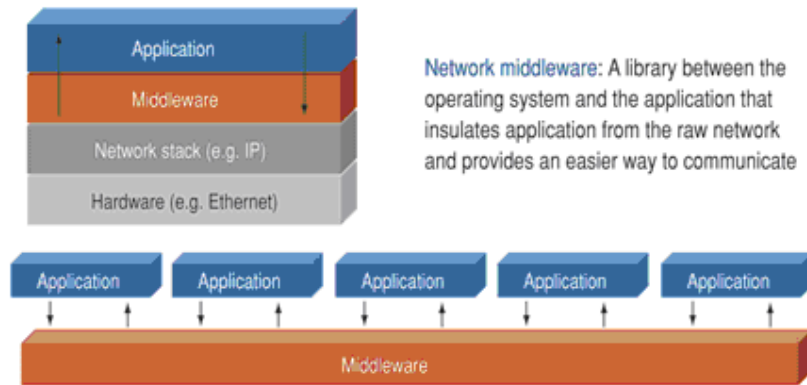 Application
Middleware
Network stack (e.g. IP)
Hardware (e.g. Ethernet)
Network middleware: A library between the
operating system and the application that
insulates application from the raw network
and provides an easier way to communicate
Application Application Application Application Application
Middleware